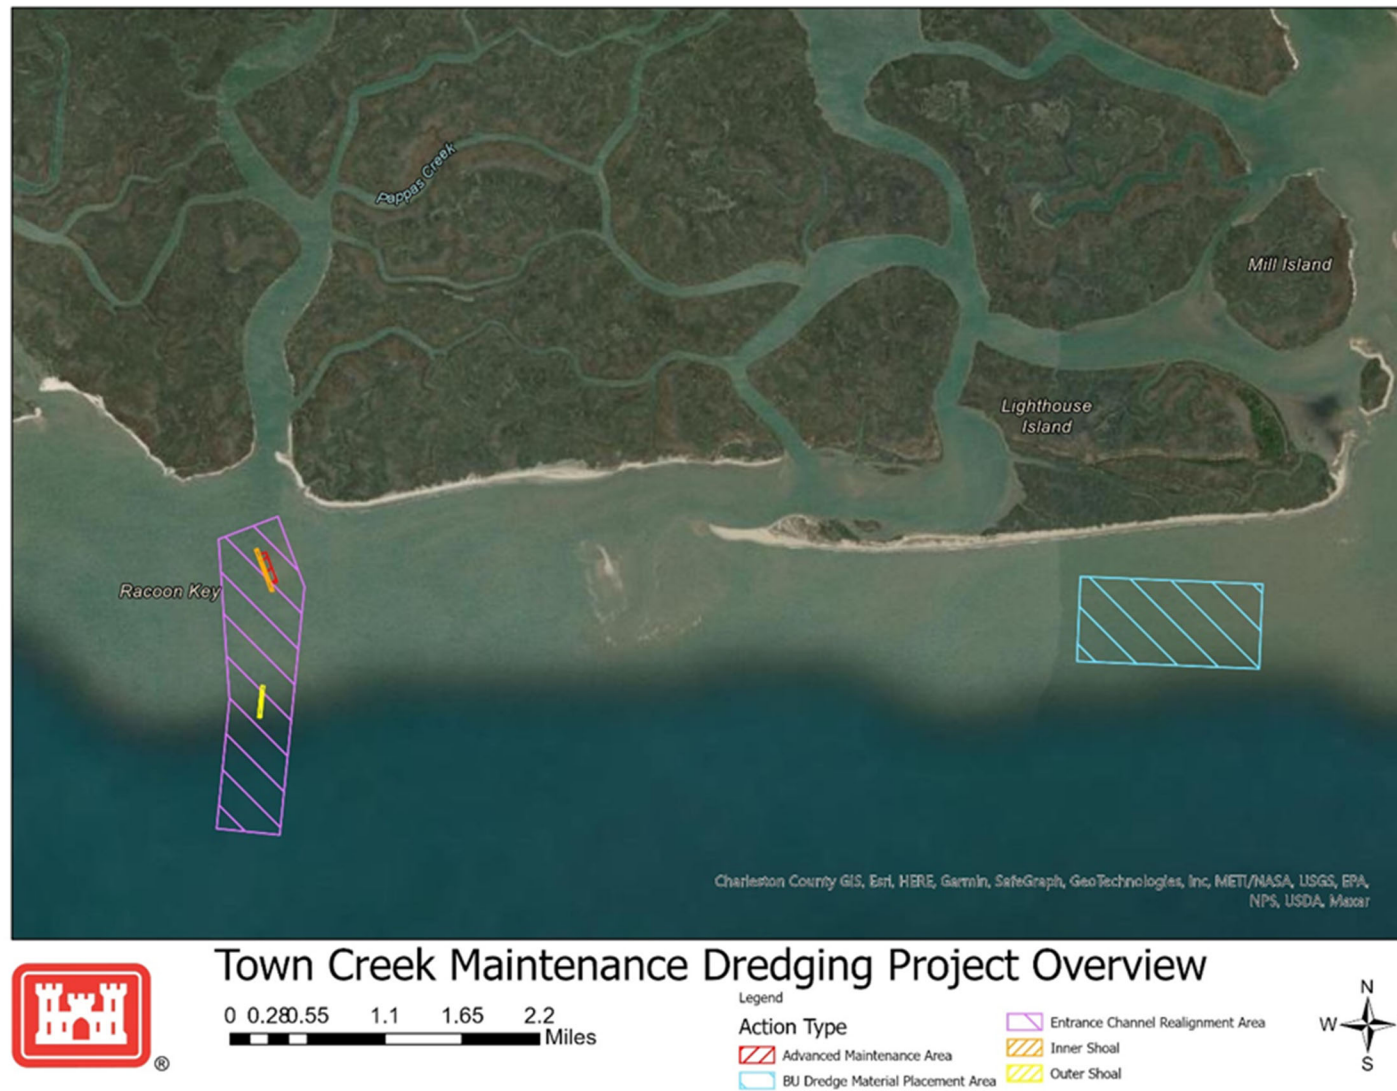 Pappas Creek
Mill Island
Lighthouse
Island
Racoon Key
Charleston County GIS, Esri, HERE, Garmin, SafeGraph, GeoTechnologies, Inc, METI/NASA, USGS, EPA,
NPS, USDA, Maxar
Town Creek Maintenance Dredging Project Overview
0 0.28 0.55 1.1 1.65 2.2
Miles
®
Legend
Action Type
Advanced Maintenance Area
BU Dredge Material Placement Area
Entrance Channel Realignment Area
Inner Shoal
Outer Shoal
N
W
S